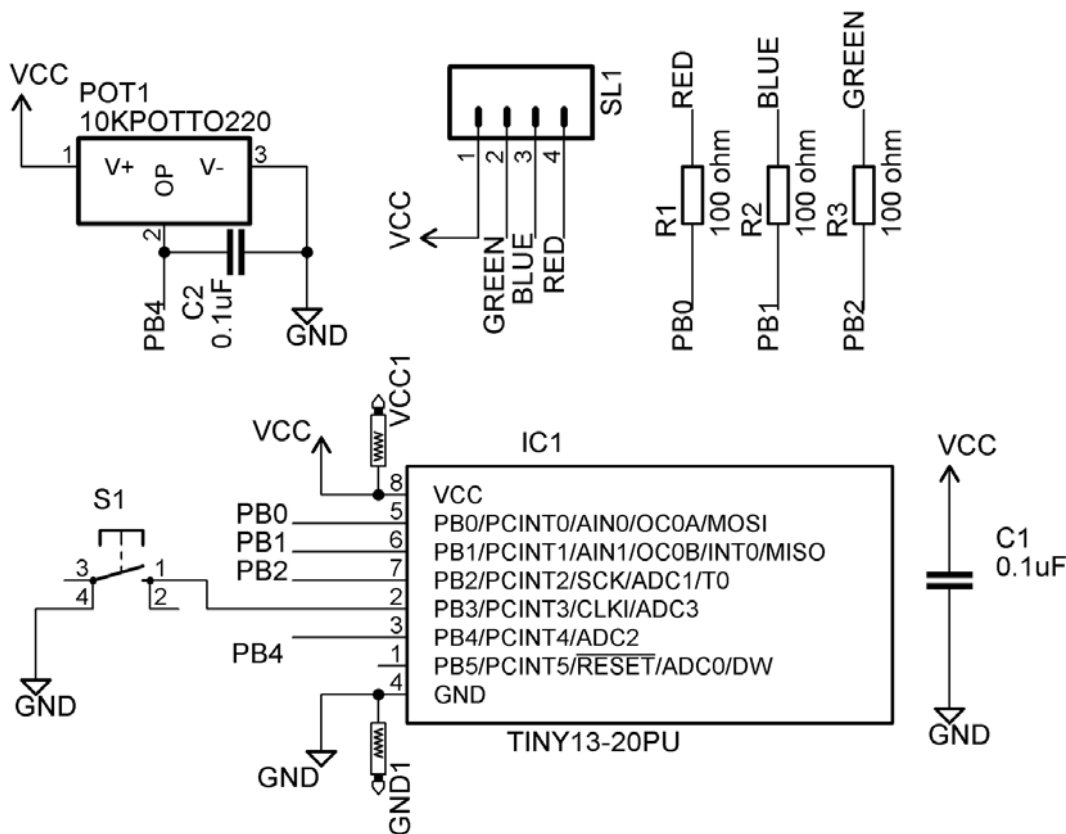 VCC
POT1
10KPOTTO220
1
V+
OP
V-
3
2
PB4
C2
0.1uF
GND
SL1
1
2
3
4
VCC
GREEN
BLUE
RED
RED
R1
100 ohm
PB0
BLUE
R2
100 ohm
PB1
GREEN
R3
100 ohm
PB2
VCC
VCC1
IC1
8
VCC
PB0
5
PB0/PCINT0/AIN0/OC0A/MOSI
PB1
6
PB1/PCINT1/AIN1/OC0B/INT0/MISO
PB2
7
PB2/PCINT2/SCK/ADC1/T0
2
PB3/PCINT3/CLKI/ADC3
PB4
3
PB4/PCINT4/ADC2
1
PB5/PCINT5/RESET/ADC0/DW
4
GND
TINY13-20PU
S1
3
1
4
2
GND
GND
GND1
VCC
C1
0.1uF
GND